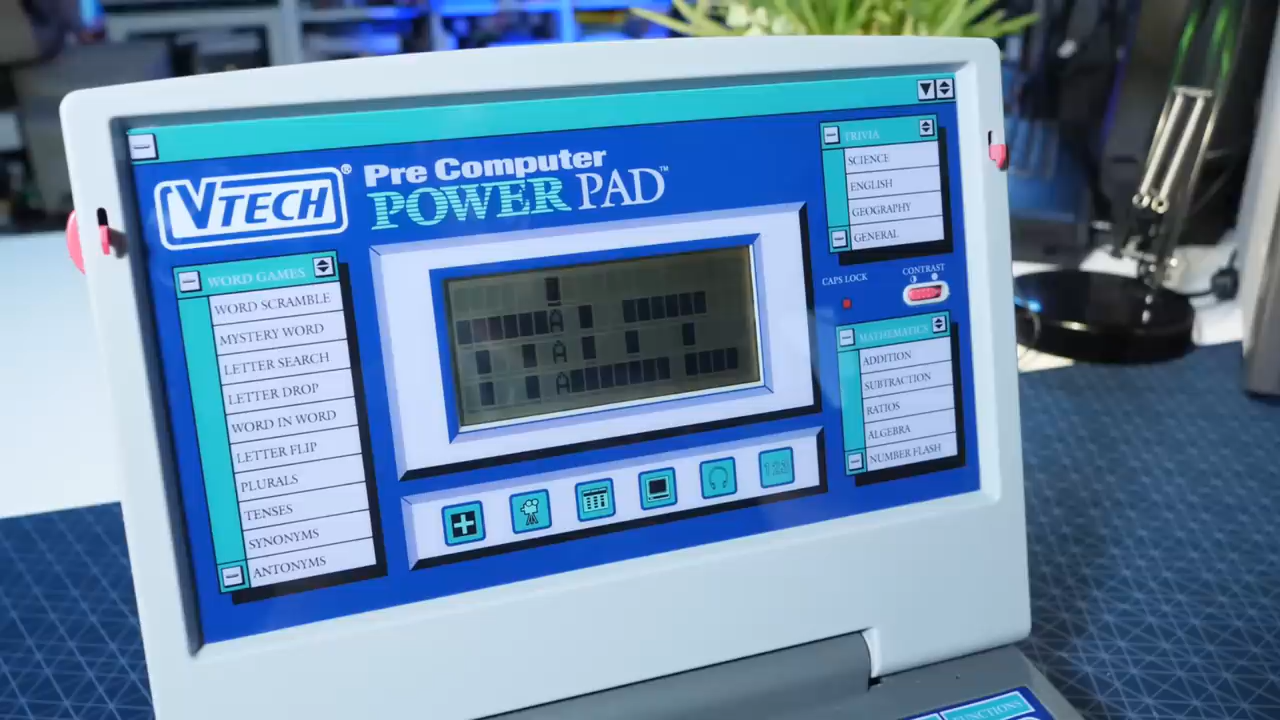 VTECH®
Pre Computer
POWER PAD™
WORD GAMES
WORD SCRAMBLE
MYSTERY WORD
LETTER SEARCH
LETTER DROP
WORD IN WORD
LETTER FLIP
PLURALS
TENSES
SYNONYMS
ANTONYMS
A
A
A
123
TRIVIA
SCIENCE
ENGLISH
GEOGRAPHY
GENERAL
CAPS LOCK
CONTRAST
MATHEMATICS
ADDITION
SUBTRACTION
RATIOS
ALGEBRA
NUMBER FLASH
FUNCTIONS